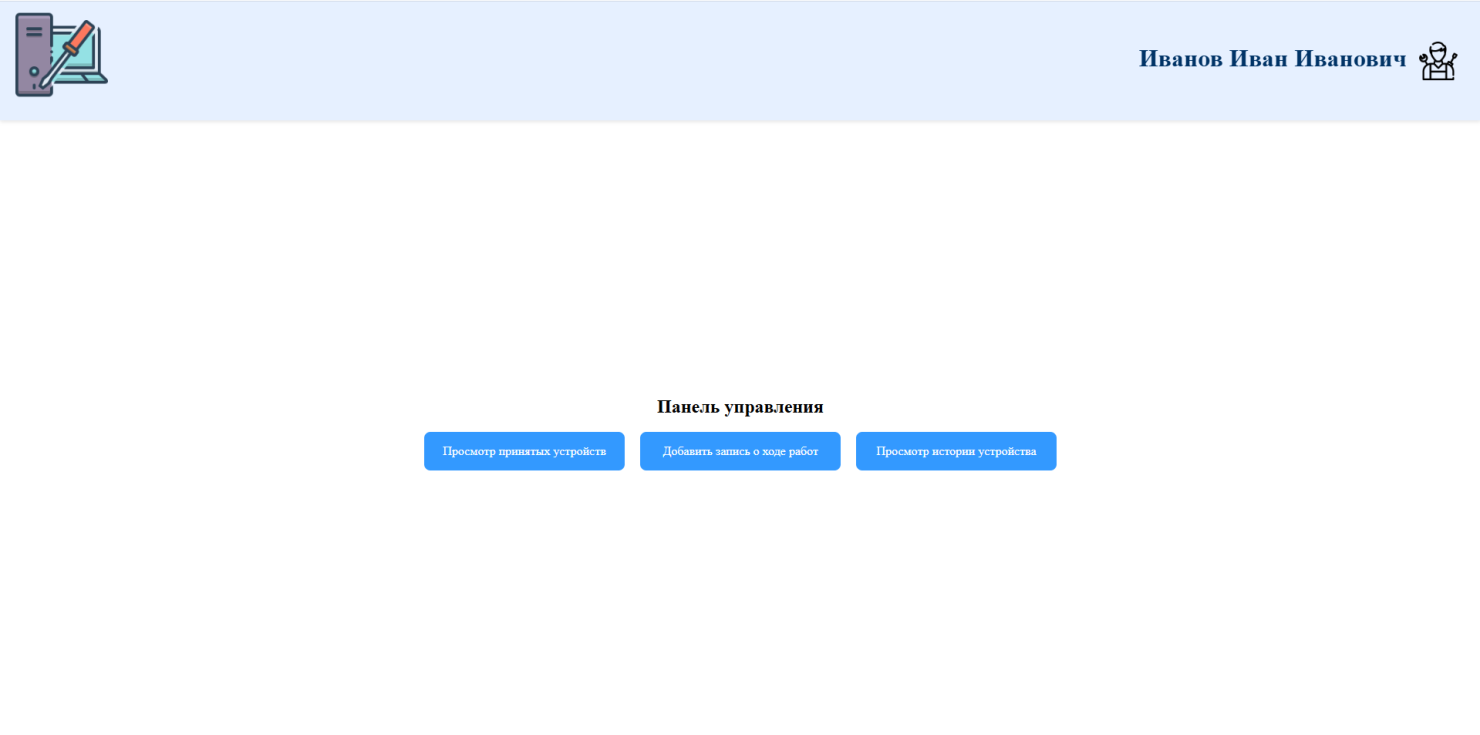 Иванов Иван Иванович
Панель управления
Просмотр принятых устройств
Добавить запись о ходе работ
Просмотр истории устройства